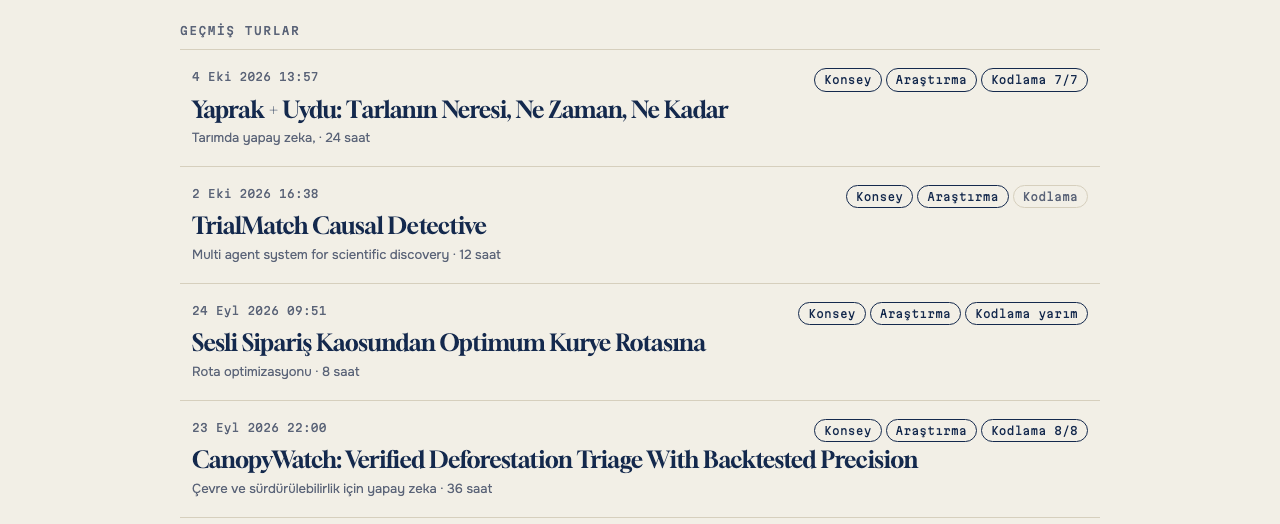 GEÇMİŞ TURLAR
4 Eki 2026 13:57
Konsey Araştırma Kodlama 7/7
Yaprak + Uydu: Tarlanın Neresi, Ne Zaman, Ne Kadar
Tarımda yapay zeka, · 24 saat
2 Eki 2026 16:38
Konsey Araştırma Kodlama
TrialMatch Causal Detective
Multi agent system for scientific discovery · 12 saat
24 Eyl 2026 09:51
Konsey Araştırma Kodlama yarım
Sesli Sipariş Kaosundan Optimum Kurye Rotasına
Rota optimizasyonu · 8 saat
23 Eyl 2026 22:00
Konsey Araştırma Kodlama 8/8
CanopyWatch: Verified Deforestation Triage With Backtested Precision
Çevre ve sürdürülebilirlik için yapay zeka · 36 saat